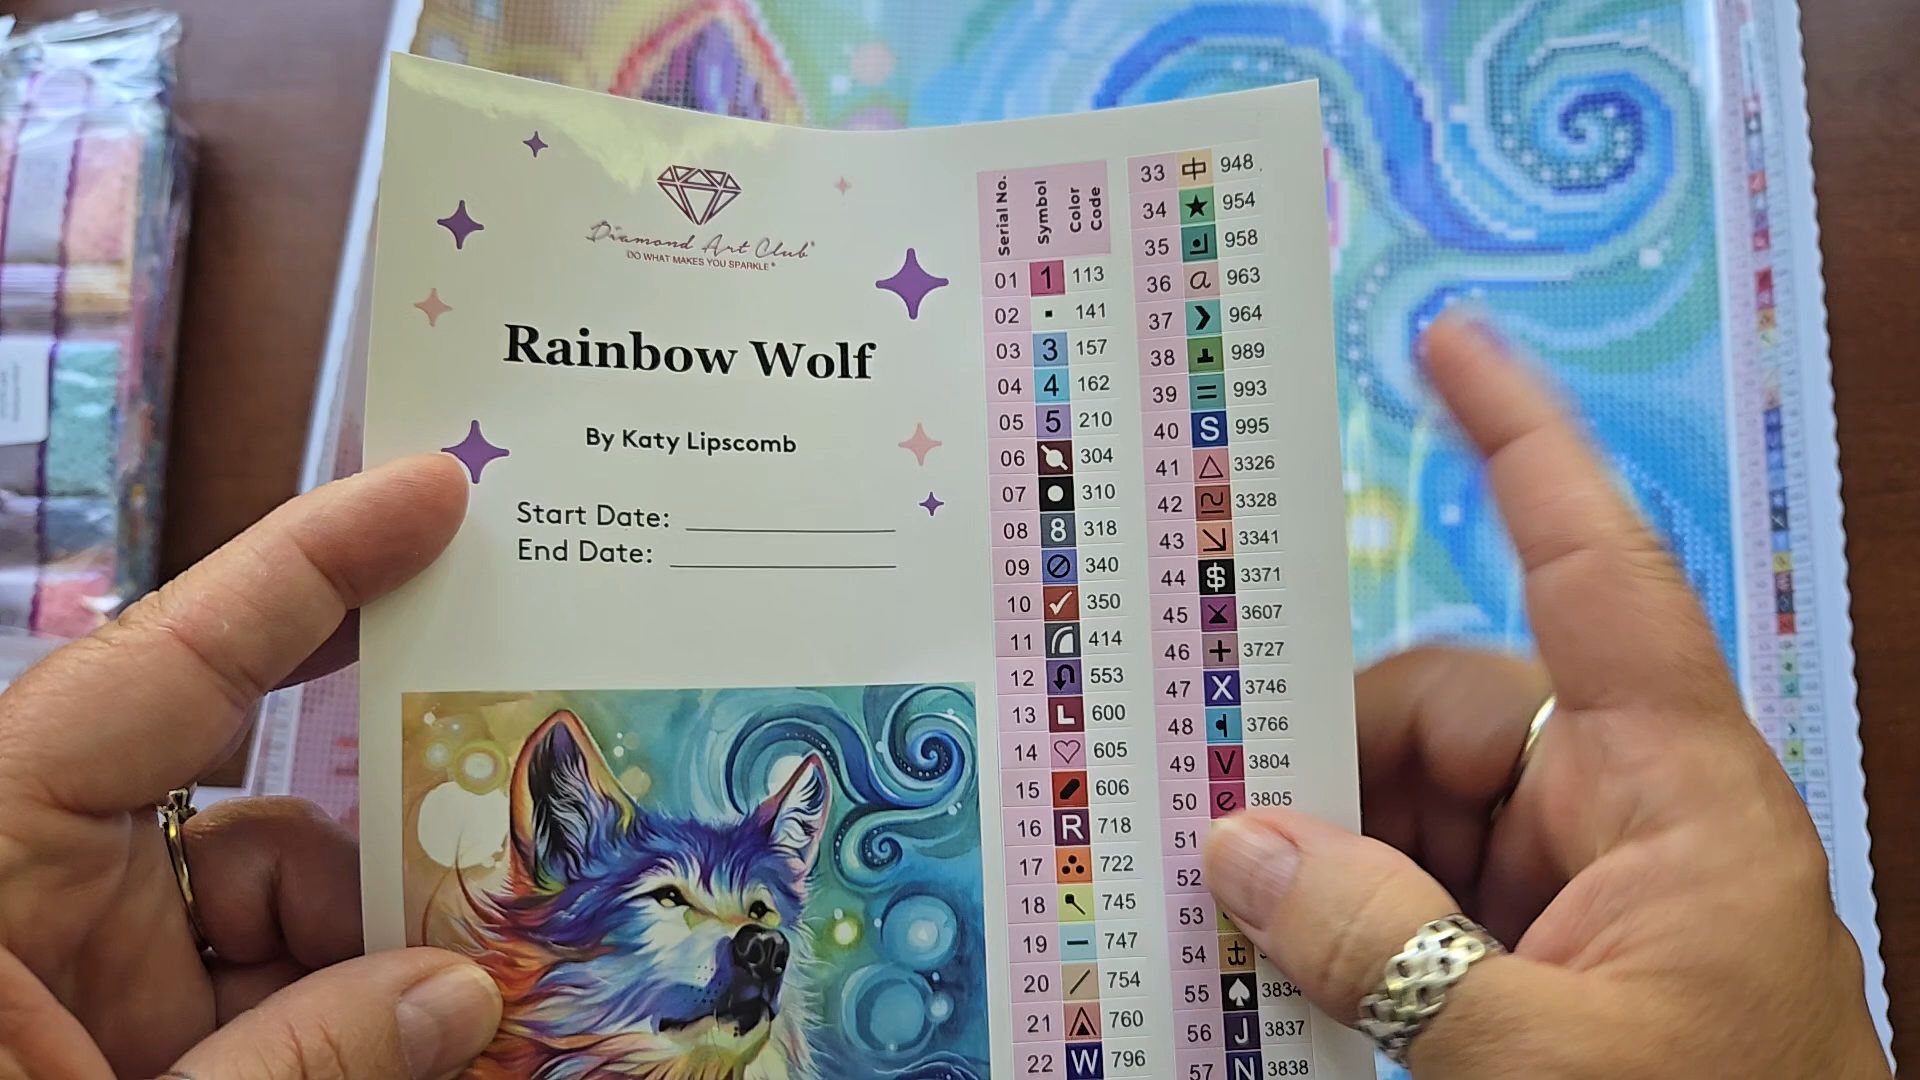 Diamond Art Club®
DO WHAT MAKES YOU SPARKLE®
Rainbow Wolf
By Katy Lipscomb
Start Date:
End Date:
Serial No. Symbol Color Code
01 1 113
02 141
03 3 157
04 4 162
05 5 210
06 304
07 310
08 8 318
09 340
10 ✓ 350
11 414
12 553
13 L 600
14 ♡ 605
15 606
16 R 718
17 722
18 745
19 747
20 / 754
21 760
22 W 796
33 中 948
34 ★ 954
35 958
36 a 963
37 964
38 989
39 = 993
40 S 995
41 △ 3326
42 3328
43 3341
44 $ 3371
45 3607
46 + 3727
47 X 3746
48 3766
49 V 3804
50 e 3805
51
52
53
54
55 ♠ 3834
56 J 3837
57 N 3838